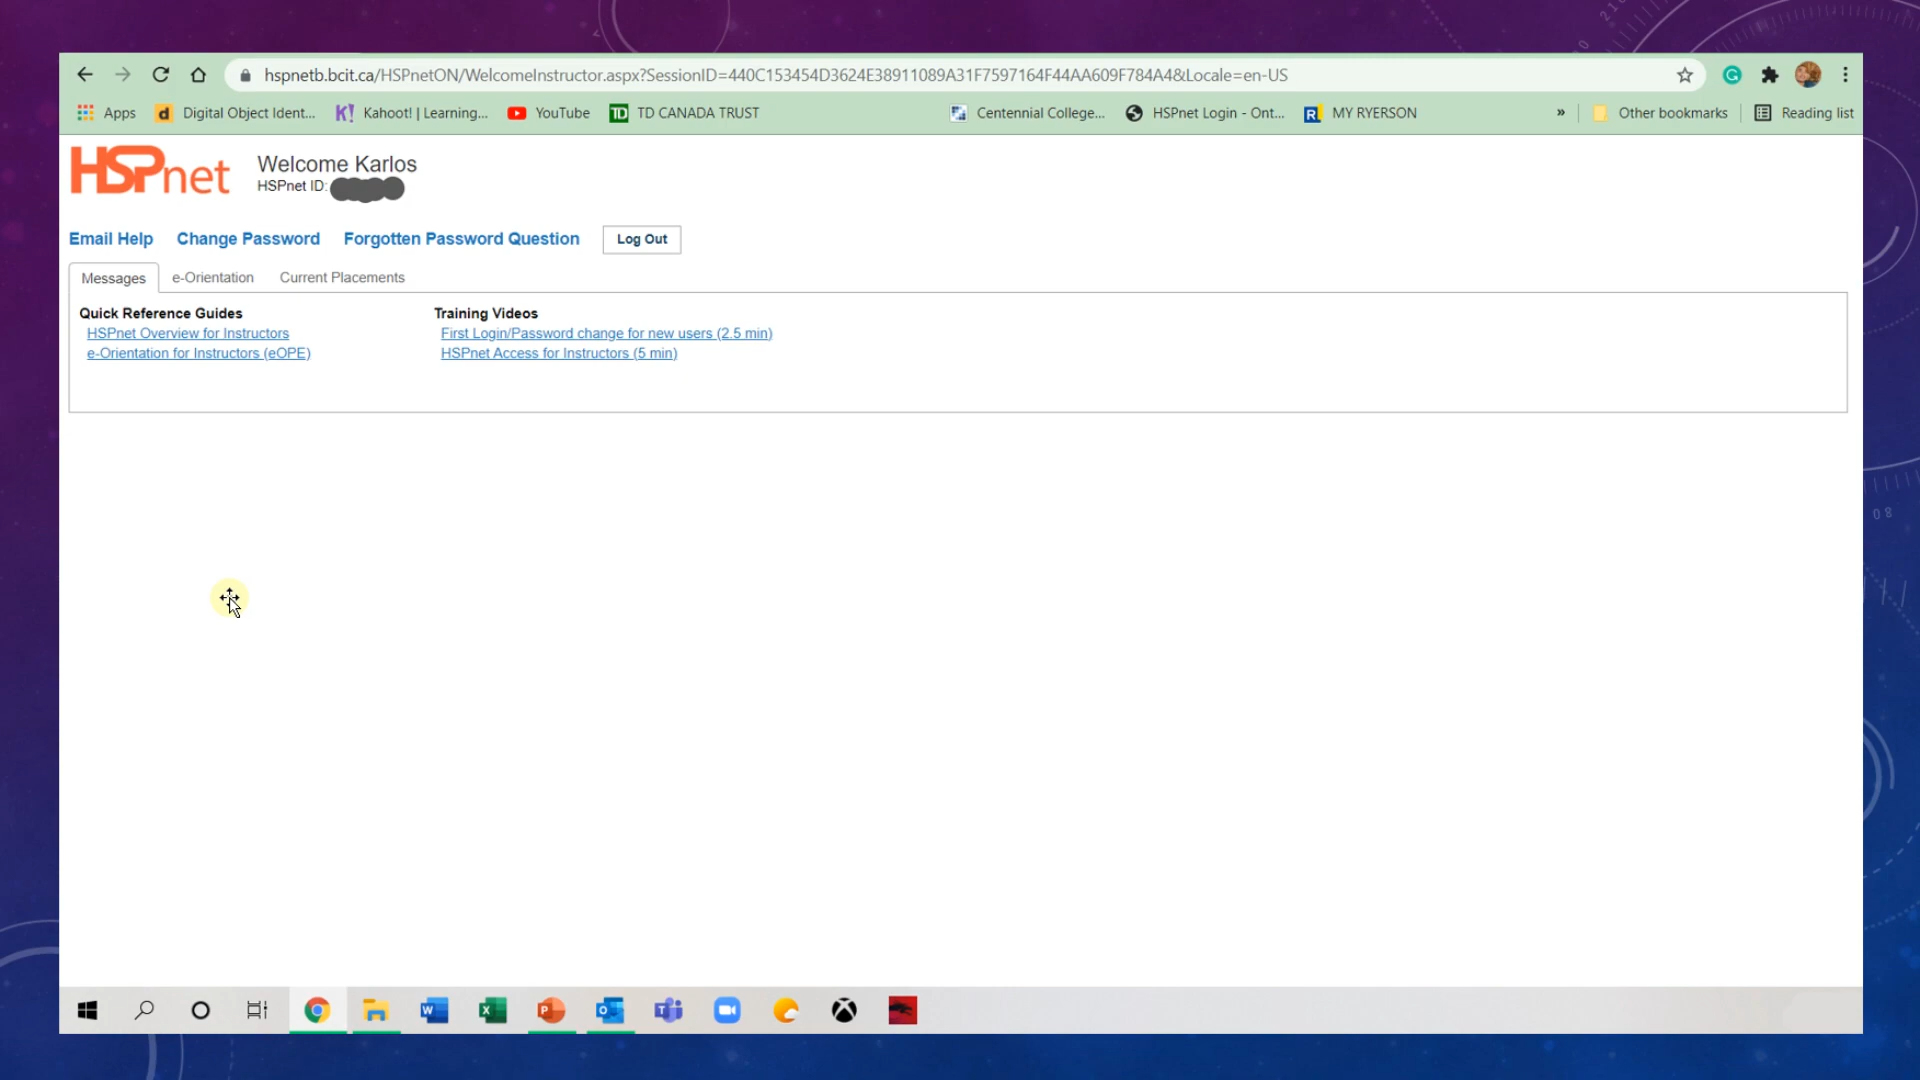 hspnetb.bcit.ca/HSPnetON/WelcomeInstructor.aspx?SessionID=440C153454D3624E38911089A31F7597164F44AA609F784A4&Locale=en-US
Apps Digital Object Ident... Kahoot! | Learning... YouTube TD CANADA TRUST Centennial College... HSPnet Login - Ont... MY RYERSON » Other bookmarks Reading list
HSPnet Welcome Karlos
HSPnet ID:
Email Help Change Password Forgotten Password Question Log Out
Messages e-Orientation Current Placements
Quick Reference Guides Training Videos
HSPnet Overview for Instructors First Login/Password change for new users (2.5 min)
e-Orientation for Instructors (eOPE) HSPnet Access for Instructors (5 min)